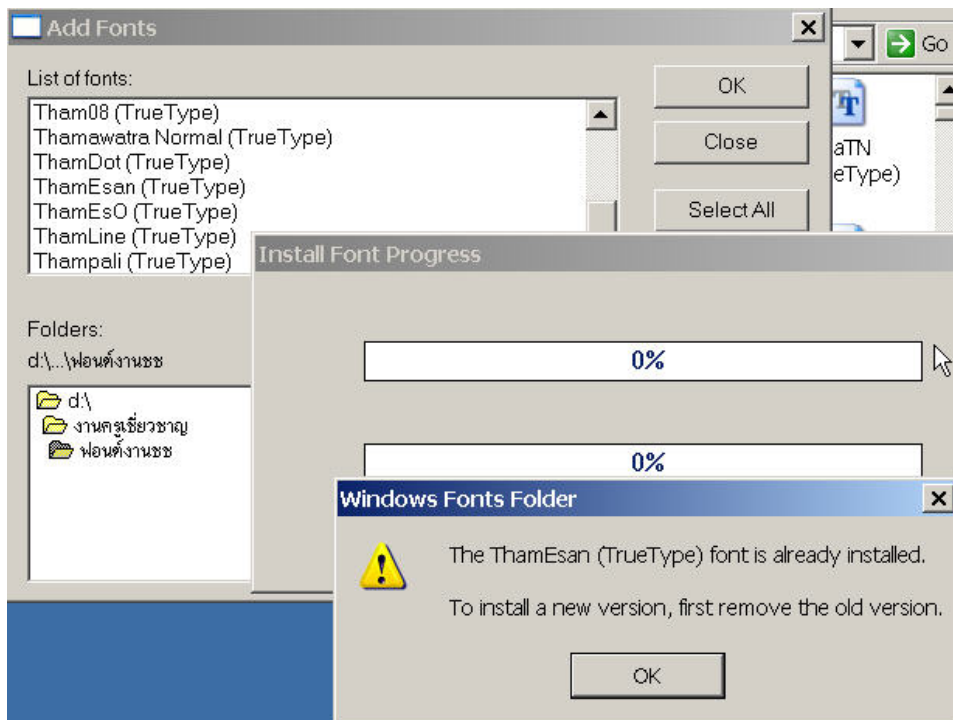 Add Fonts
Go
List of fonts:
OK
Tham08 (TrueType)
Thamawatra Normal (TrueType)
ThamDot (TrueType)
ThamEsan (TrueType)
ThamEsO (TrueType)
ThamLine (TrueType)
Thampali (TrueType)
Close
Select All
aTN
eType)
Install Font Progress
0%
0%
Folders:
d:\...\ฟอนต์งานชช
d:\
งานครูเชี่ยวชาญ
ฟอนต์งานชช
Windows Fonts Folder
The ThamEsan (TrueType) font is already installed.
To install a new version, first remove the old version.
OK